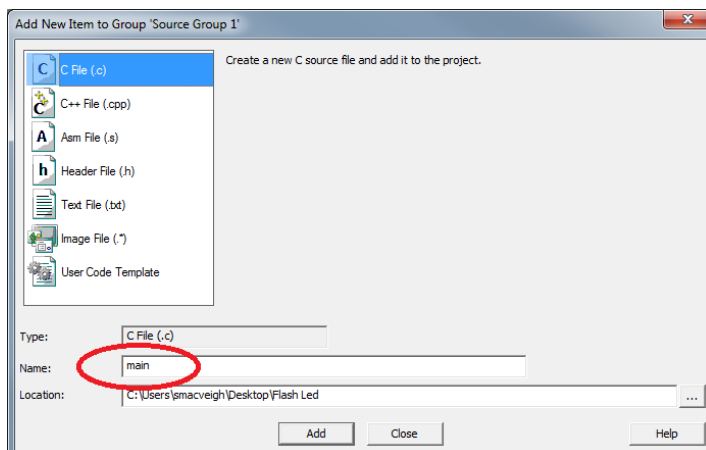 Add New Item to Group 'Source Group 1'
C File (.c)
Create a new C source file and add it to the project.
C++ File (.cpp)
Asm File (.s)
Header File (.h)
Text File (.txt)
Image File (.*)
User Code Template
Type: C File (.c)
Name: main
Location: C:\Users\smacveigh\Desktop\Flash Led ...
Add Close Help